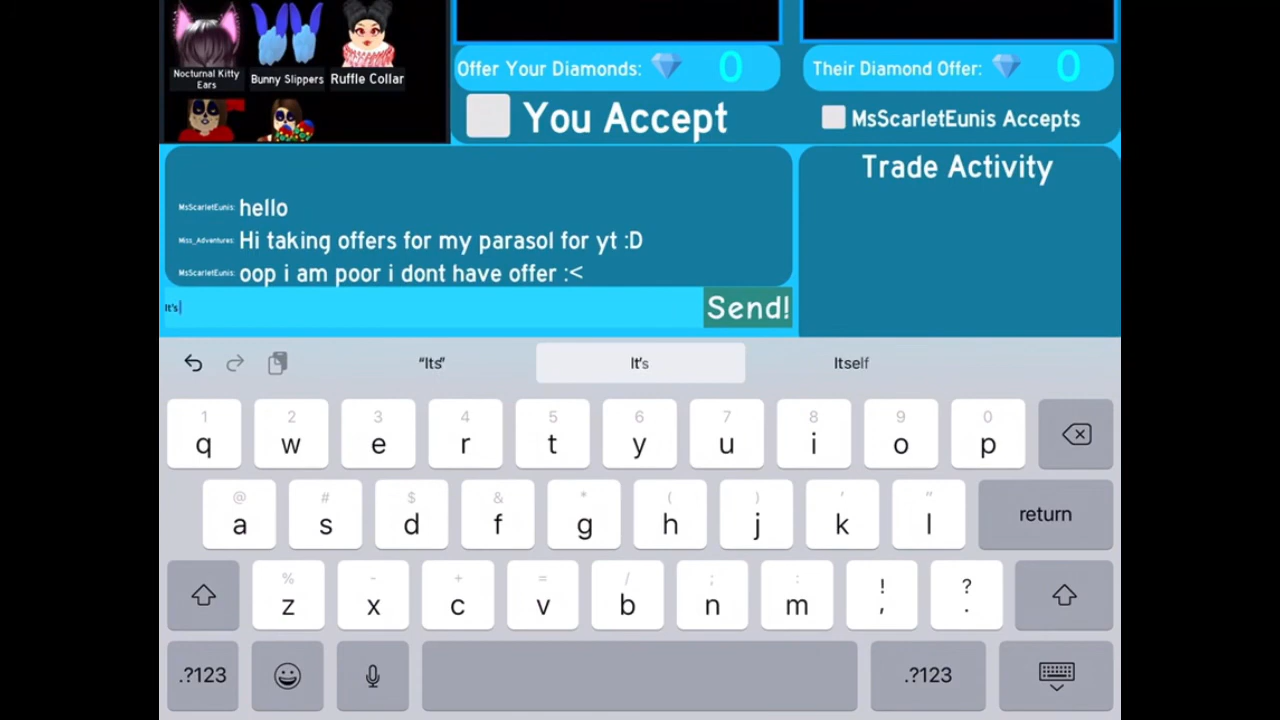 Nocturnal Kitty
Ears
Bunny Slippers
Ruffle Collar
Offer Your Diamonds: 0
Their Diamond Offer: 0
You Accept
MsScarletEunis Accepts
Trade Activity
MsScarletEunis: hello
Miss_Adventures: Hi taking offers for my parasol for yt :D
MsScarletEunis: oop i am poor i dont have offer :<
It's
Send!
"Its" It's Itself
1 2 3 4 5 6 7 8 9 0
q w e r t y u i o p
@ # $ & * ( ) ' "
a s d f g h j k l return
% - + = / ; : ! ?
z x c v b n m , .
.?123 .?123